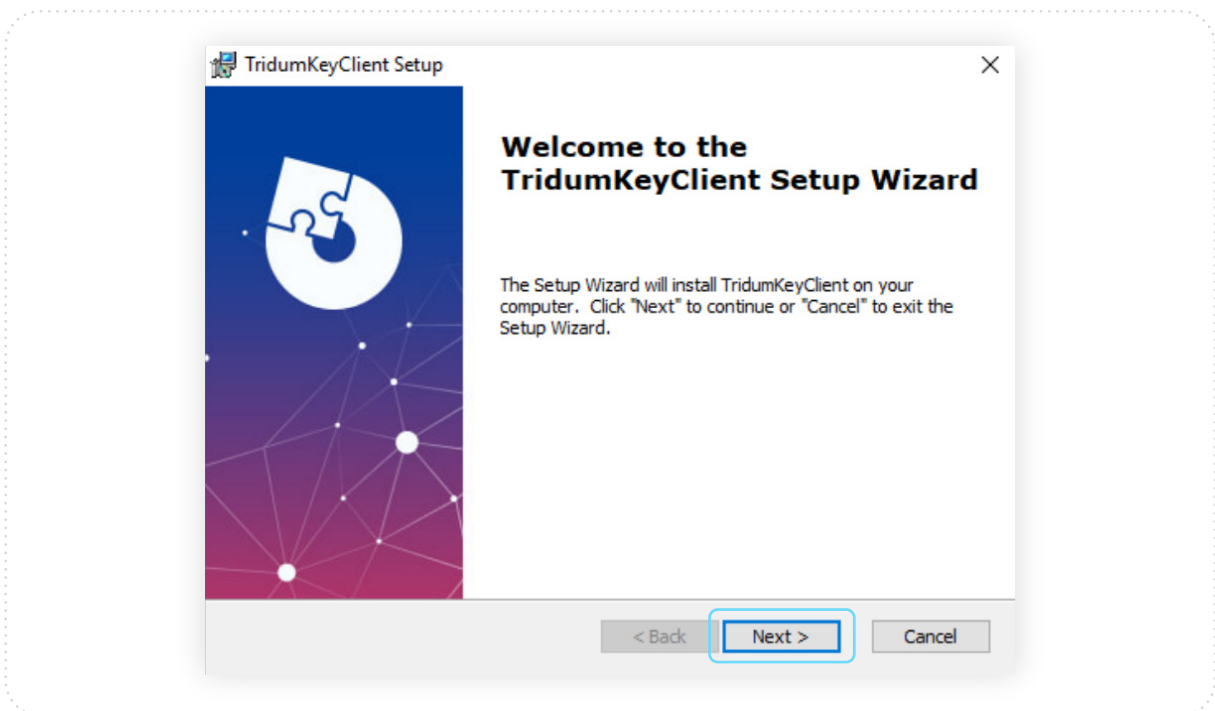 TridumKeyClient Setup
Welcome to the
TridumKeyClient Setup Wizard
The Setup Wizard will install TridumKeyClient on your
computer. Click "Next" to continue or "Cancel" to exit the
Setup Wizard.
< Back Next > Cancel